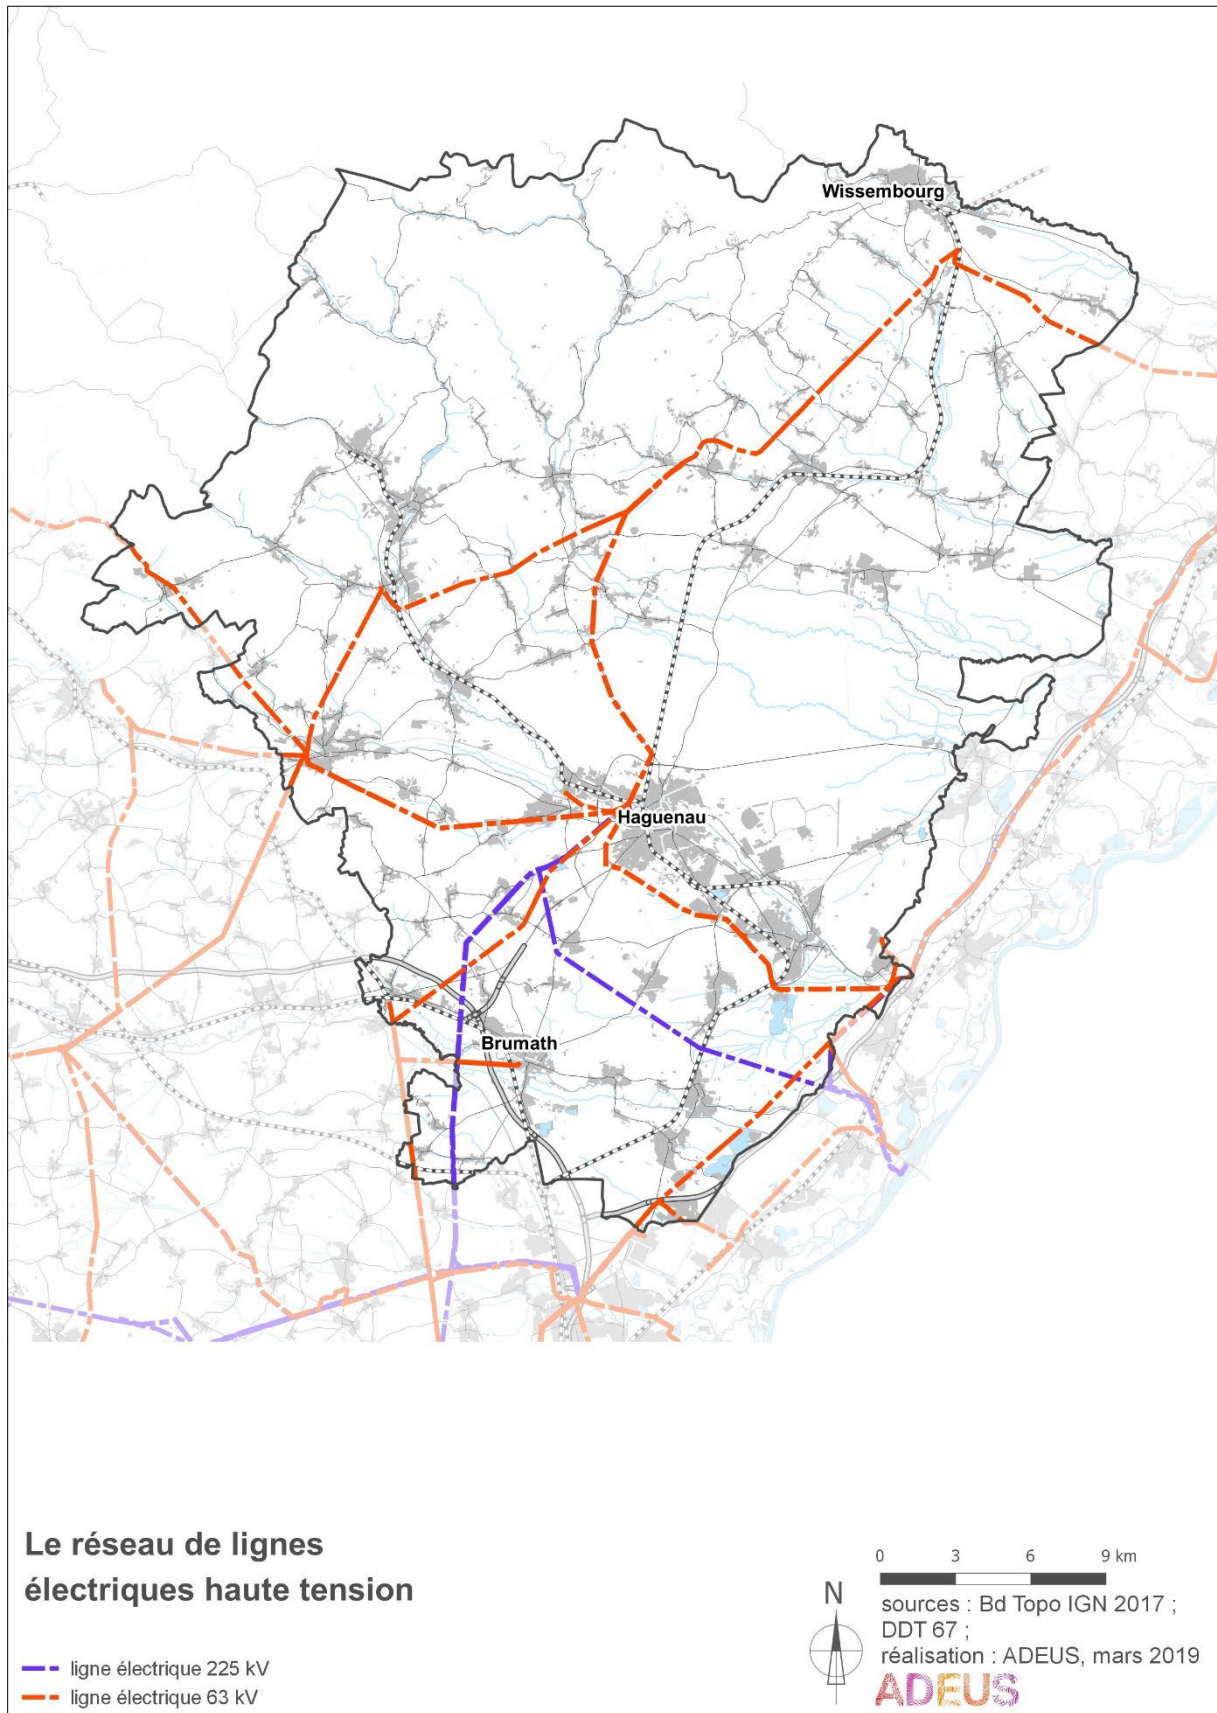 Wissembourg
Haguenau
Brumath
Le réseau de lignes
électriques haute tension
ligne électrique 225 kV
ligne électrique 63 kV
0 3 6 9 km
N
sources : Bd Topo IGN 2017 ;
DDT 67 ;
réalisation : ADEUS, mars 2019
ADEUS